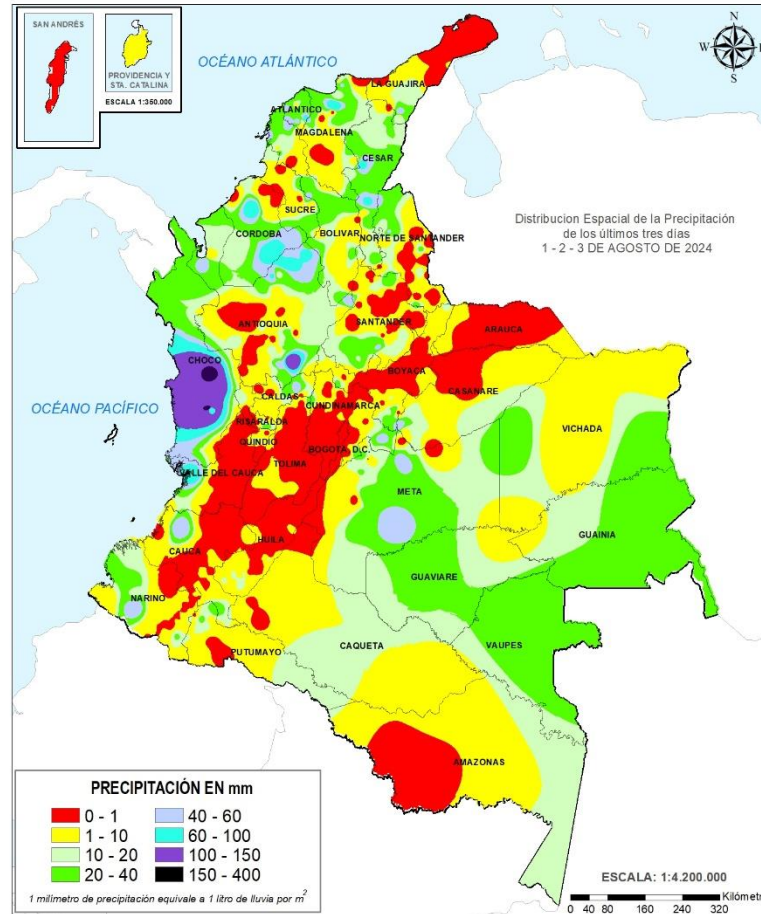 SAN ANDRÉS
PROVIDENCIA Y
STA. CATALINA
ESCALA 1:350.000
OCÉANO ATLÁNTICO
N
W
E
S
LA GUAJIRA
ATLANTICO
MAGDALENA
CESAR
SUCRE
CORDOBA
BOLIVAR
NORTE DE SANTANDER
Distribucion Espacial de la Precipitación
de los últimos tres días
1 - 2 - 3 DE AGOSTO DE 2024
ANTIOQUIA
SANTANDER
ARAUCA
CHOCO
BOYACA
CASANARE
OCÉANO PACÍFICO
CALDAS
CUNDINAMARCA
RISARALDA
VICHADA
QUINDIO
BOGOTA, D.C.
TOLIMA
VALLE DEL CAUCA
META
GUAINIA
HUILA
CAUCA
GUAVIARE
NARINO
CAQUETA
VAUPES
PUTUMAYO
AMAZONAS
PRECIPITACIÓN EN mm
0 - 1
40 - 60
1 - 10
60 - 100
10 - 20
100 - 150
20 - 40
150 - 400
1 milímetro de precipitación equivale a 1 litro de lluvia por m²
ESCALA: 1:4.200.000
Kilómet
0 40 80 160 240 320